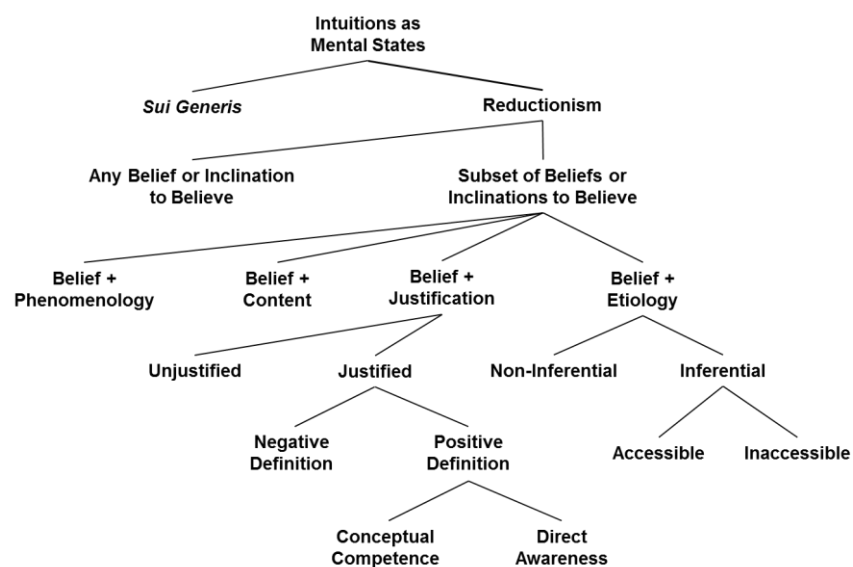 Intuitions as
Mental States
Sui Generis
Reductionism
Any Belief or Inclination
to Believe
Subset of Beliefs or
Inclinations to Believe
Belief +
Phenomenology
Belief +
Content
Belief +
Justification
Belief +
Etiology
Unjustified
Justified
Non-Inferential
Inferential
Negative
Definition
Positive
Definition
Accessible
Inaccessible
Conceptual
Competence
Direct
Awareness